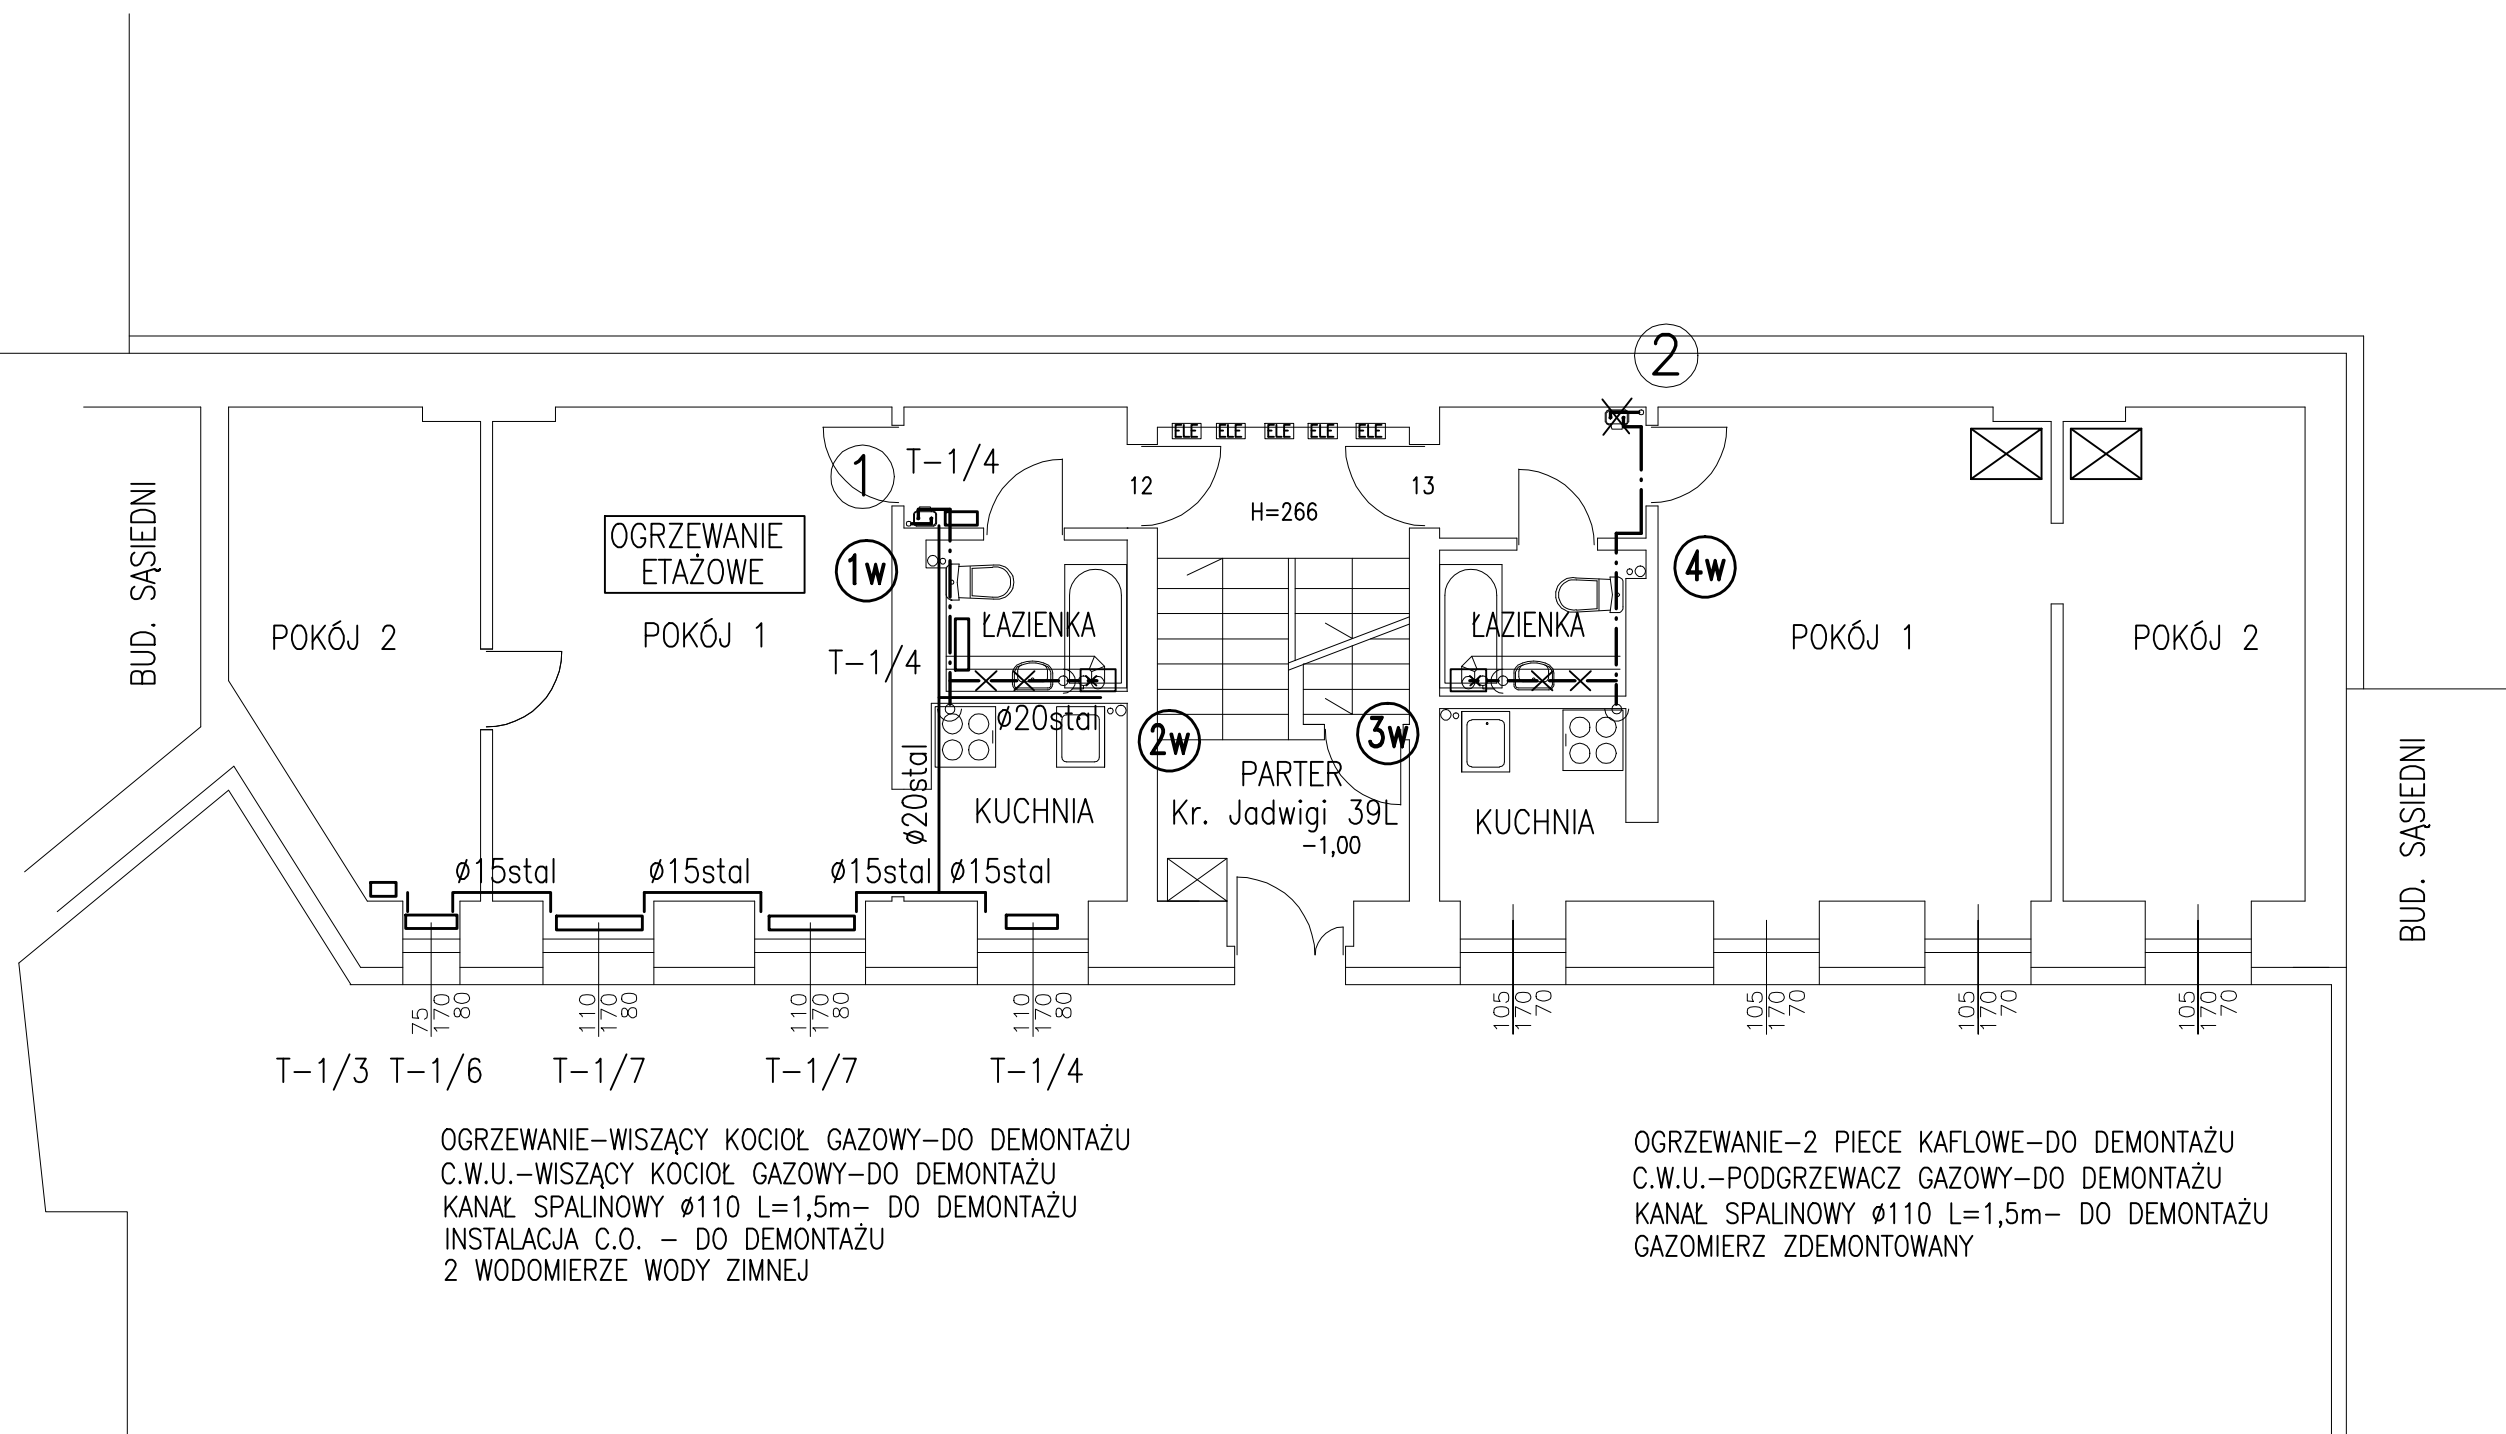 2
ELE ELE ELE ELE ELE
1
T-1/4
12
13
H=266
OGRZEWANIE
ETAŻOWE
1w
4w
BUD. SĄSIEDNI
POKÓJ 2
POKÓJ 1
ŁAZIENKA
ŁAZIENKA
POKÓJ 1
POKÓJ 2
T-1/4
ø20stal
ø20stal
2w
3w
PARTER
Kr. Jadwigi 39L
-1,00
KUCHNIA
KUCHNIA
BUD. SĄSIEDNI
ø15stal
ø15stal
ø15stal
ø15stal
75
170
80
110
170
80
110
170
80
110
170
80
105
170
70
105
170
70
105
170
70
105
170
70
T-1/3
T-1/6
T-1/7
T-1/7
T-1/4
OGRZEWANIE-WISZĄCY KOCIOŁ GAZOWY-DO DEMONTAŻU
C.W.U.-WISZĄCY KOCIOŁ GAZOWY-DO DEMONTAŻU
KANAŁ SPALINOWY ø110 L=1,5m- DO DEMONTAŻU
INSTALACJA C.O. - DO DEMONTAŻU
2 WODOMIERZE WODY ZIMNEJ
OGRZEWANIE-2 PIECE KAFLOWE-DO DEMONTAŻU
C.W.U.-PODGRZEWACZ GAZOWY-DO DEMONTAŻU
KANAŁ SPALINOWY ø110 L=1,5m- DO DEMONTAŻU
GAZOMIERZ ZDEMONTOWANY